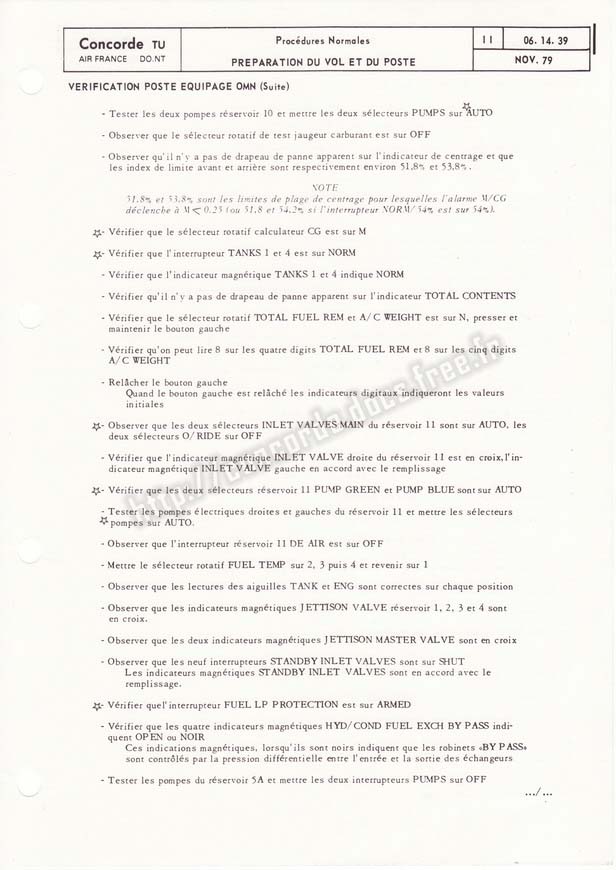 Concorde TU
AIR FRANCE DO.NT
Procédures Normales
PREPARATION DU VOL ET DU POSTE
11
06. 14. 39
NOV. 79
VERIFICATION POSTE EQUIPAGE OMN (Suite)
- Tester les deux pompes réservoir 10 et mettre les deux sélecteurs PUMPS sur AUTO
- Observer que le sélecteur rotatif de test jaugeur carburant est sur OFF
- Observer qu'il n'y a pas de drapeau de panne apparent sur l'indicateur de centrage et que
les index de limite avant et arrière sont respectivement environ 51,8% et 53,8%.
NOTE
51,8% et 53,8% sont les limites de plage de centrage pour lesquelles l'alarme M/CG
déclenche à M < 0.25 (ou 51,8 et 54,2% si l'interrupteur NORM/54% est sur 54%).
☆- Vérifier que le sélecteur rotatif calculateur CG est sur M
☆- Vérifier que l'interrupteur TANKS 1 et 4 est sur NORM
- Vérifier que l'indicateur magnétique TANKS 1 et 4 indique NORM
- Vérifier qu'il n'y a pas de drapeau de panne apparent sur l'indicateur TOTAL CONTENTS
- Vérifier que le sélecteur rotatif TOTAL FUEL REM et A/C WEIGHT est sur N, presser et
maintenir le bouton gauche
- Vérifier qu'on peut lire 8 sur les quatre digits TOTAL FUEL REM et 8 sur les cinq digits
A/C WEIGHT
- Relâcher le bouton gauche
Quand le bouton gauche est relâché les indicateurs digitaux indiqueront les valeurs
initiales
☆- Observer que les deux sélecteurs INLET VALVES MAIN du réservoir 11 sont sur AUTO, les
deux sélecteurs O/RIDE sur OFF
- Vérifier que l'indicateur magnétique INLET VALVE droite du réservoir 11 est en croix, l'in-
dicateur magnétique INLET VALVE gauche en accord avec le remplissage
☆- Vérifier que les deux sélecteurs réservoir 11 PUMP GREEN et PUMP BLUE sont sur AUTO
- Tester les pompes électriques droites et gauches du réservoir 11 et mettre les sélecteurs
☆pompes sur AUTO.
- Observer que l'interrupteur réservoir 11 DE AIR est sur OFF
- Mettre le sélecteur rotatif FUEL TEMP sur 2, 3 puis 4 et revenir sur 1
- Observer que les lectures des aiguilles TANK et ENG sont correctes sur chaque position
- Observer que les indicateurs magnétiques JETTISON VALVE réservoir 1, 2, 3 et 4 sont
en croix.
- Observer que les deux indicateurs magnétiques JETTISON MASTER VALVE sont en croix
- Observer que les neuf interrupteurs STANDBY INLET VALVES sont sur SHUT
Les indicateurs magnétiques STANDBY INLET VALVES sont en accord avec le
remplissage.
☆- Vérifier quel'interrupteur FUEL LP PROTECTION est sur ARMED
- Vérifier que les quatre indicateurs magnétiques HYD/COND FUEL EXCH BY PASS indi-
quent OPEN ou NOIR
Ces indications magnétiques, lorsqu'ils sont noirs indiquent que les robinets «BY PASS»
sont contrôlés par la pression différentielle entre l'entrée et la sortie des échangeurs
- Tester les pompes du réservoir 5A et mettre les deux interrupteurs PUMPS sur OFF
.../...
http://concorde.docs.free.fr